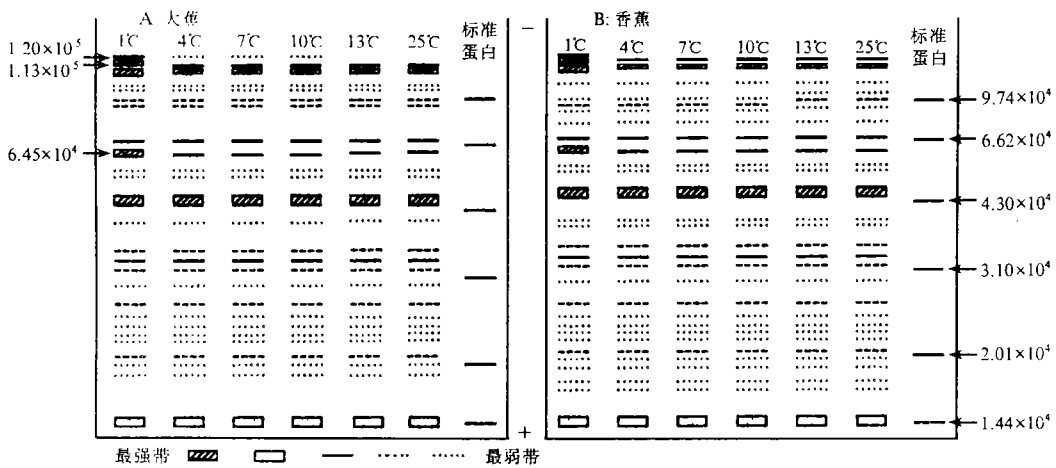 A 大蕉
1℃ 4℃ 7℃ 10℃ 13℃ 25℃
标准
蛋白
1 20×10⁵
1.13×10⁵
6.45×10⁴
−
+
B: 香蕉
1℃ 4℃ 7℃ 10℃ 13℃ 25℃
标准
蛋白
9.74×10⁴
6.62×10⁴
4.30×10⁴
3.10×10⁴
2.01×10⁴
1.44×10⁴
最强带 最弱带